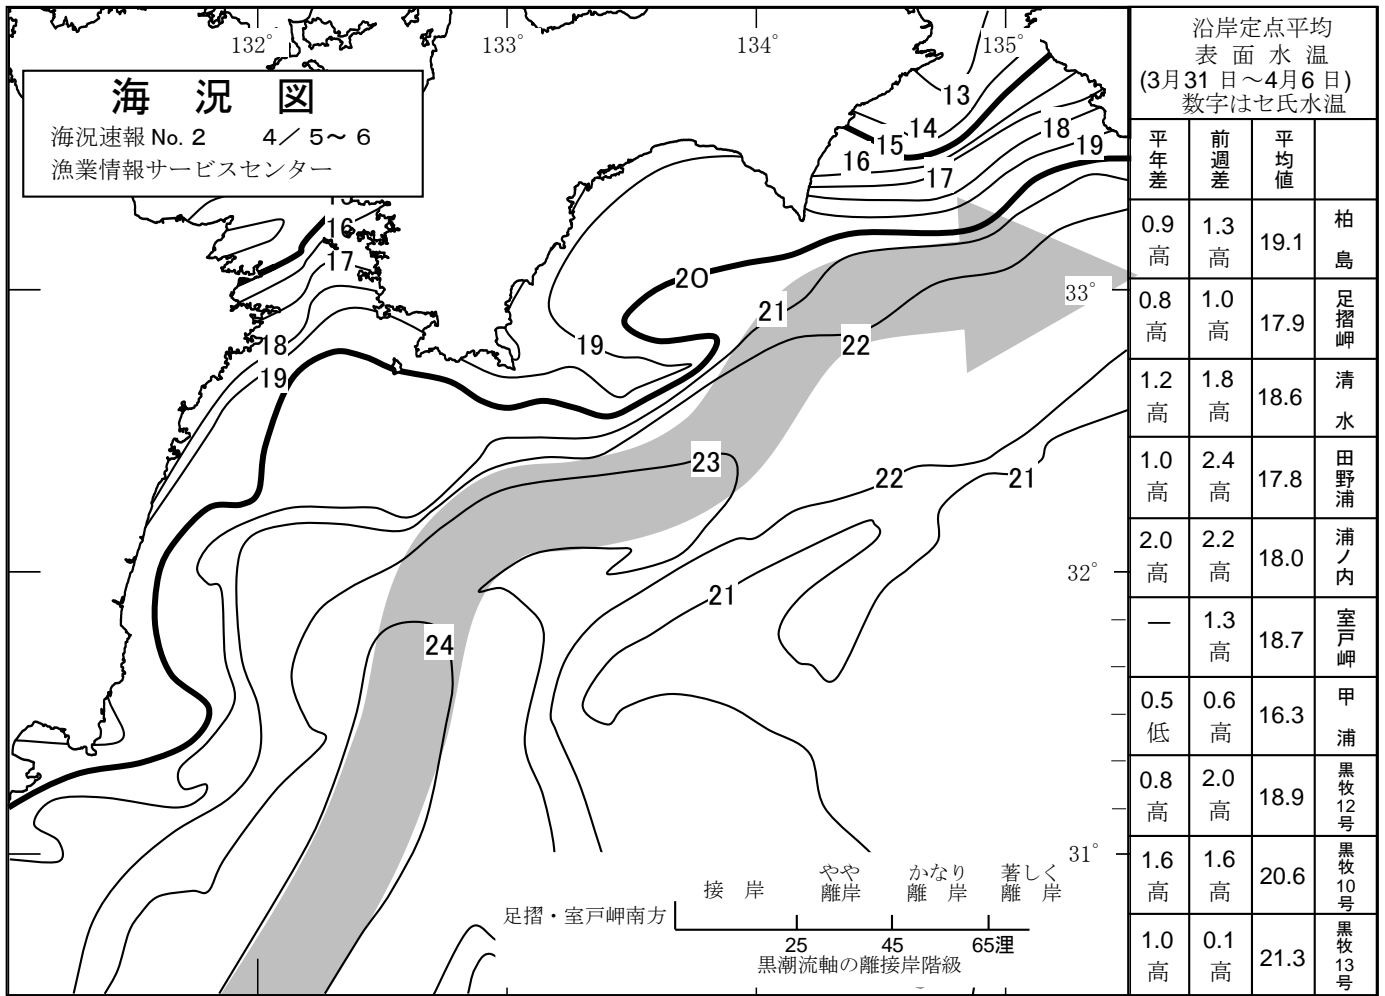 132°
133°
134°
135°
海 況 図
海況速報 No. 2 4／5～6
漁業情報サービスセンター
13
14
15
16
17
18
19
16
17
18
19
20
19
21
22
23
24
22
21
21
33°
32°
31°
接 岸
やや
離岸
かなり
離 岸
著しく
離 岸
足摺・室戸岬南方
25 45 65浬
黒潮流軸の離接岸階級
沿岸定点平均
表 面 水 温
(3月31 日～4月6 日)
数字はセ氏水温
平年差 前週差 平均値
0.9高 1.3高 19.1 柏島
0.8高 1.0高 17.9 足摺岬
1.2高 1.8高 18.6 清水
1.0高 2.4高 17.8 田野浦
2.0高 2.2高 18.0 浦ノ内
― 1.3高 18.7 室戸岬
0.5低 0.6高 16.3 甲浦
0.8高 2.0高 18.9 黒牧12号
1.6高 1.6高 20.6 黒牧10号
1.0高 0.1高 21.3 黒牧13号